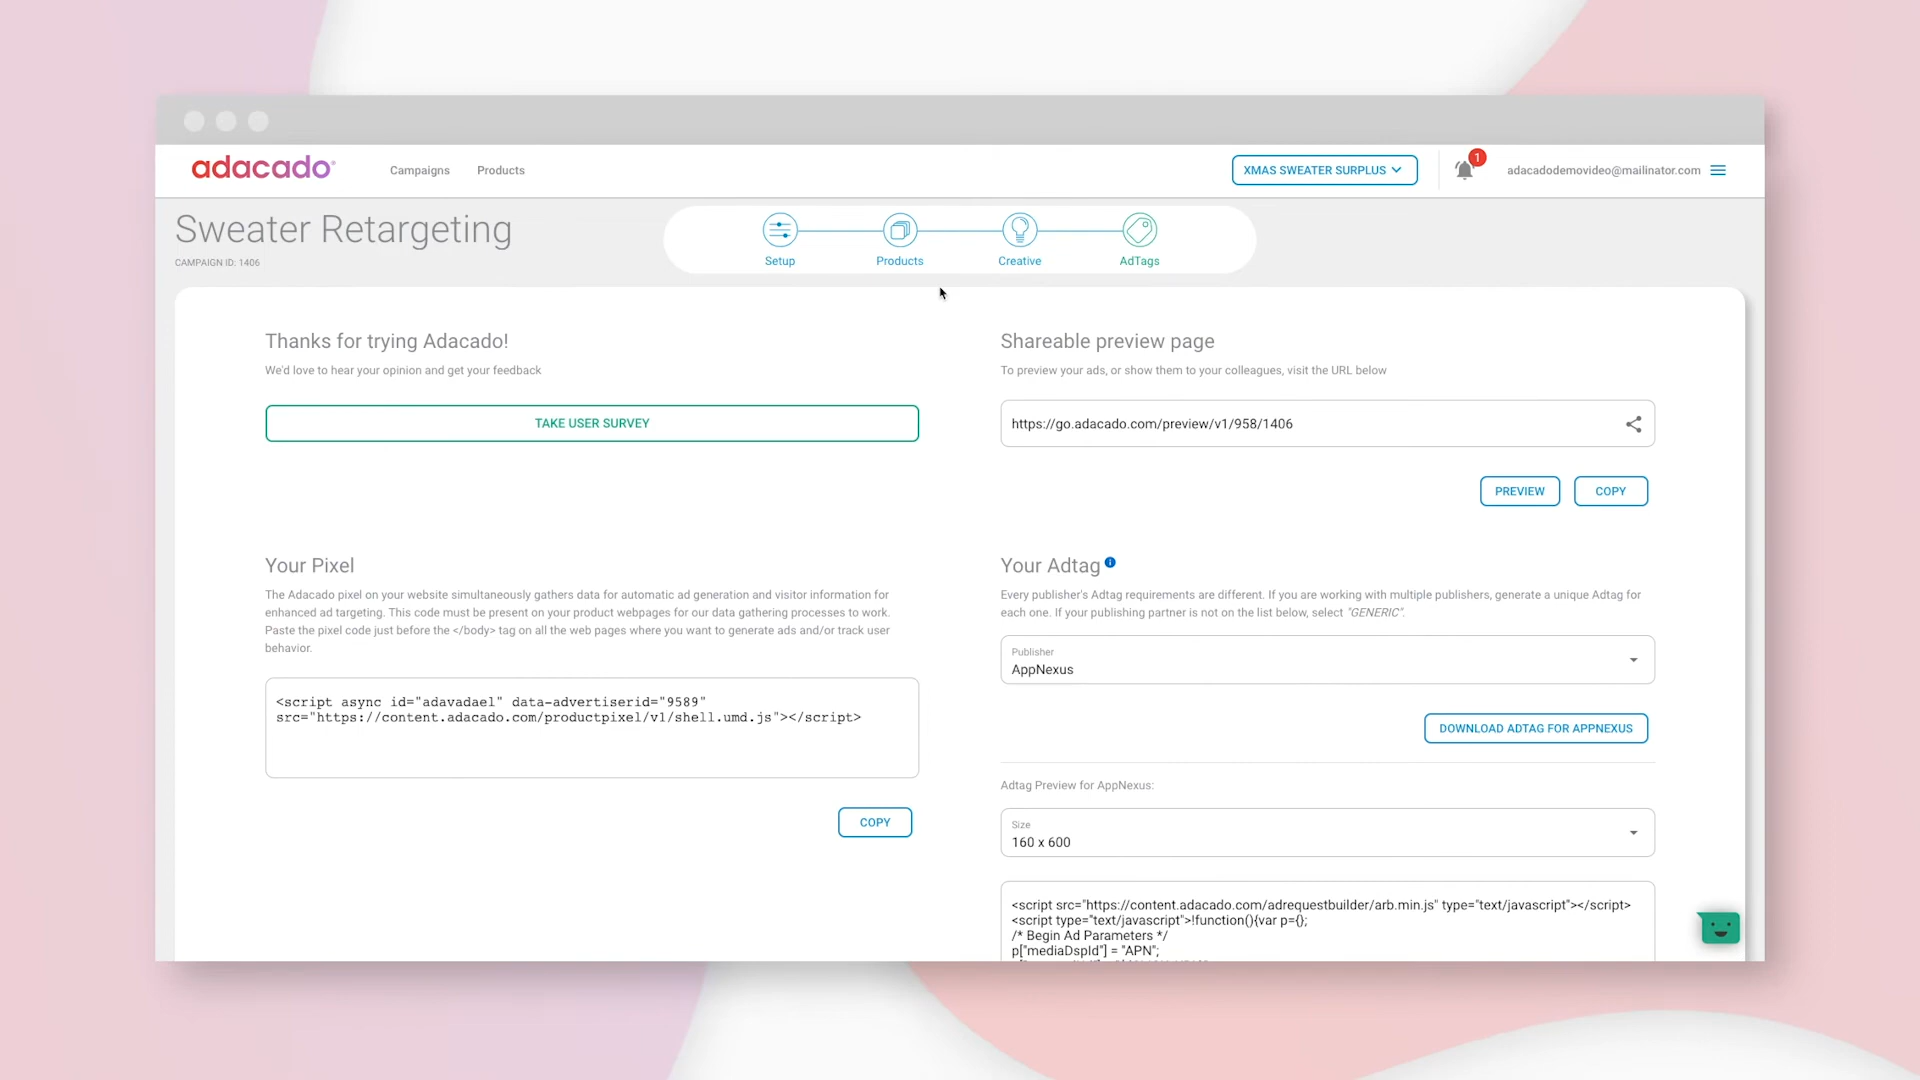 adacado
Campaigns
Products
XMAS SWEATER SURPLUS
1
adacadodemovideo@mailinator.com
Sweater Retargeting
CAMPAIGN ID: 1406
Setup
Products
Creative
AdTags
Thanks for trying Adacado!
We'd love to hear your opinion and get your feedback
TAKE USER SURVEY
Shareable preview page
To preview your ads, or show them to your colleagues, visit the URL below
https://go.adacado.com/preview/v1/958/1406
PREVIEW
COPY
Your Pixel
The Adacado pixel on your website simultaneously gathers data for automatic ad generation and visitor information for
enhanced ad targeting. This code must be present on your product webpages for our data gathering processes to work.
Paste the pixel code just before the </body> tag on all the web pages where you want to generate ads and/or track user
behavior.
<script async id="adavadael" data-advertiserid="9589"
src="https://content.adacado.com/productpixel/v1/shell.umd.js"></script>
COPY
Your Adtag
Every publisher's Adtag requirements are different. If you are working with multiple publishers, generate a unique Adtag for
each one. If your publishing partner is not on the list below, select "GENERIC".
Publisher
AppNexus
DOWNLOAD ADTAG FOR APPNEXUS
Adtag Preview for AppNexus:
Size
160 x 600
<script src="https://content.adacado.com/adrequestbuilder/arb.min.js" type="text/javascript"></script>
<script type="text/javascript">!function(){var p={};
/* Begin Ad Parameters */
p["mediaDspId"] = "APN";